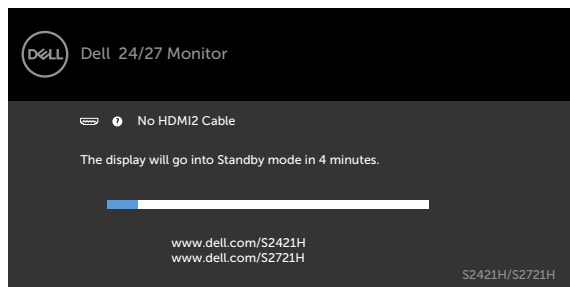 DELL
Dell 24/27 Monitor
? No HDMI2 Cable
The display will go into Standby mode in 4 minutes.
www.dell.com/S2421H
www.dell.com/S2721H
S2421H/S2721H